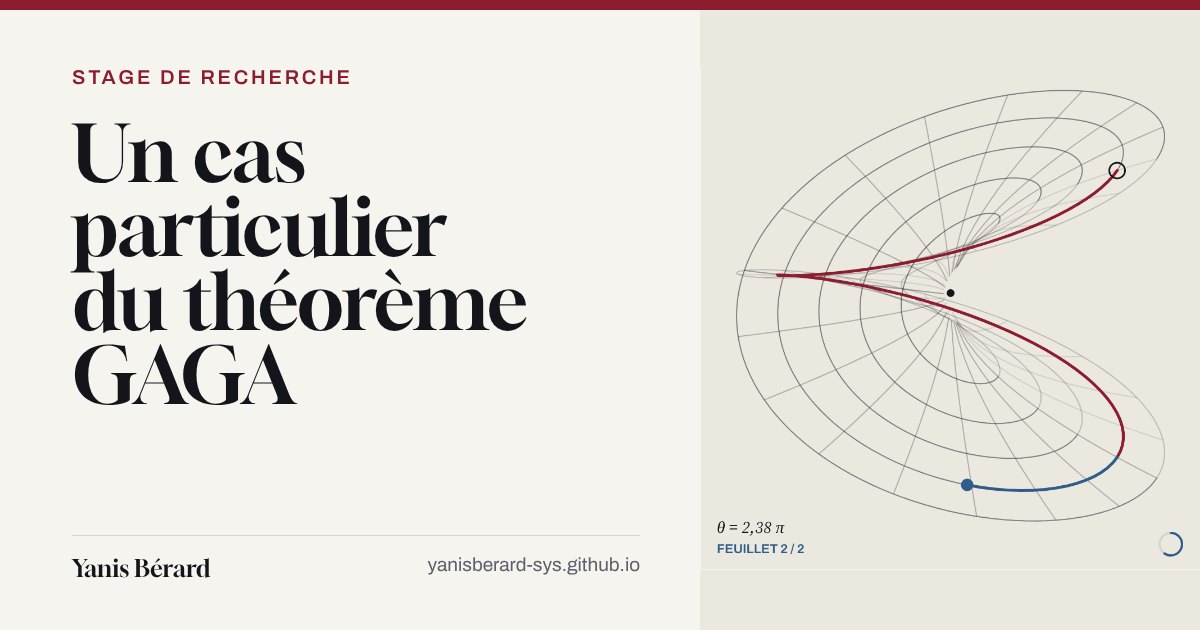 STAGE DE RECHERCHE
Un cas
particulier
du théorème
GAGA
Yanis Bérard
yanisberard-sys.github.io
θ = 2,38 π
FEUILLET 2 / 2